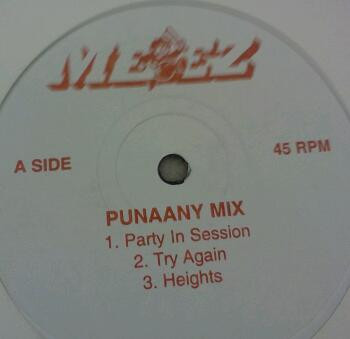 A SIDE
45 RPM
PUNAANY MIX
1. Party In Session
2. Try Again
3. Heights